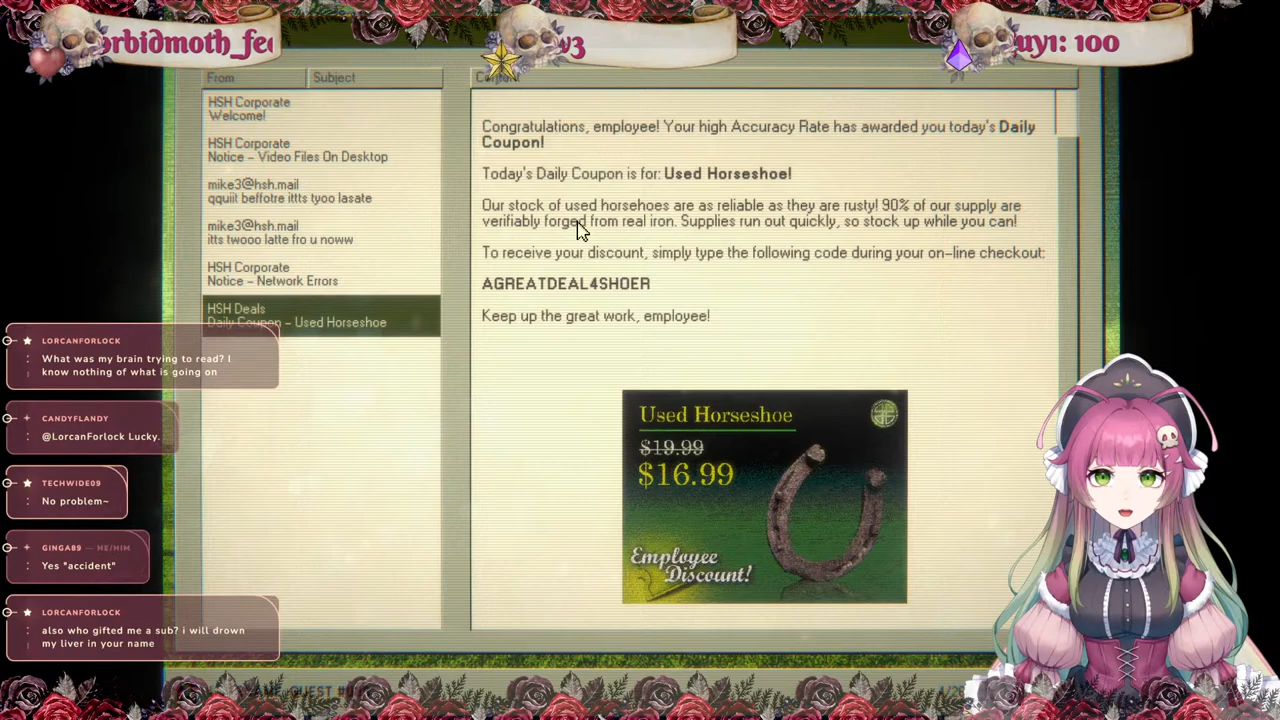 orbidmoth_fee
w3
uy1: 100
From
Subject
Content
HSH Corporate
Welcome!
HSH Corporate
Notice – Video Files On Desktop
mike3@hsh.mail
qquiit beffotre ittts tyoo lasate
mike3@hsh.mail
itts twooo latte fro u noww
HSH Corporate
Notice – Network Errors
HSH Deals
Daily Coupon – Used Horseshoe
Congratulations, employee! Your high Accuracy Rate has awarded you today's Daily
Coupon!
Today's Daily Coupon is for: Used Horseshoe!
Our stock of used horsehoes are as reliable as they are rusty! 90% of our supply are
verifiably forged from real iron. Supplies run out quickly, so stock up while you can!
To receive your discount, simply type the following code during your on-line checkout:
AGREATDEAL4SHOER
Keep up the great work, employee!
Used Horseshoe
$19.99
$16.99
Employee
Discount!
LORCANFORLOCK
What was my brain trying to read? I
know nothing of what is going on
CANDYFLANDY
@LorcanForlock Lucky.
TECHWIDE09
No problem~
GINGA89 — HE/HIM
Yes "accident"
LORCANFORLOCK
also who gifted me a sub? i will drown
my liver in your name